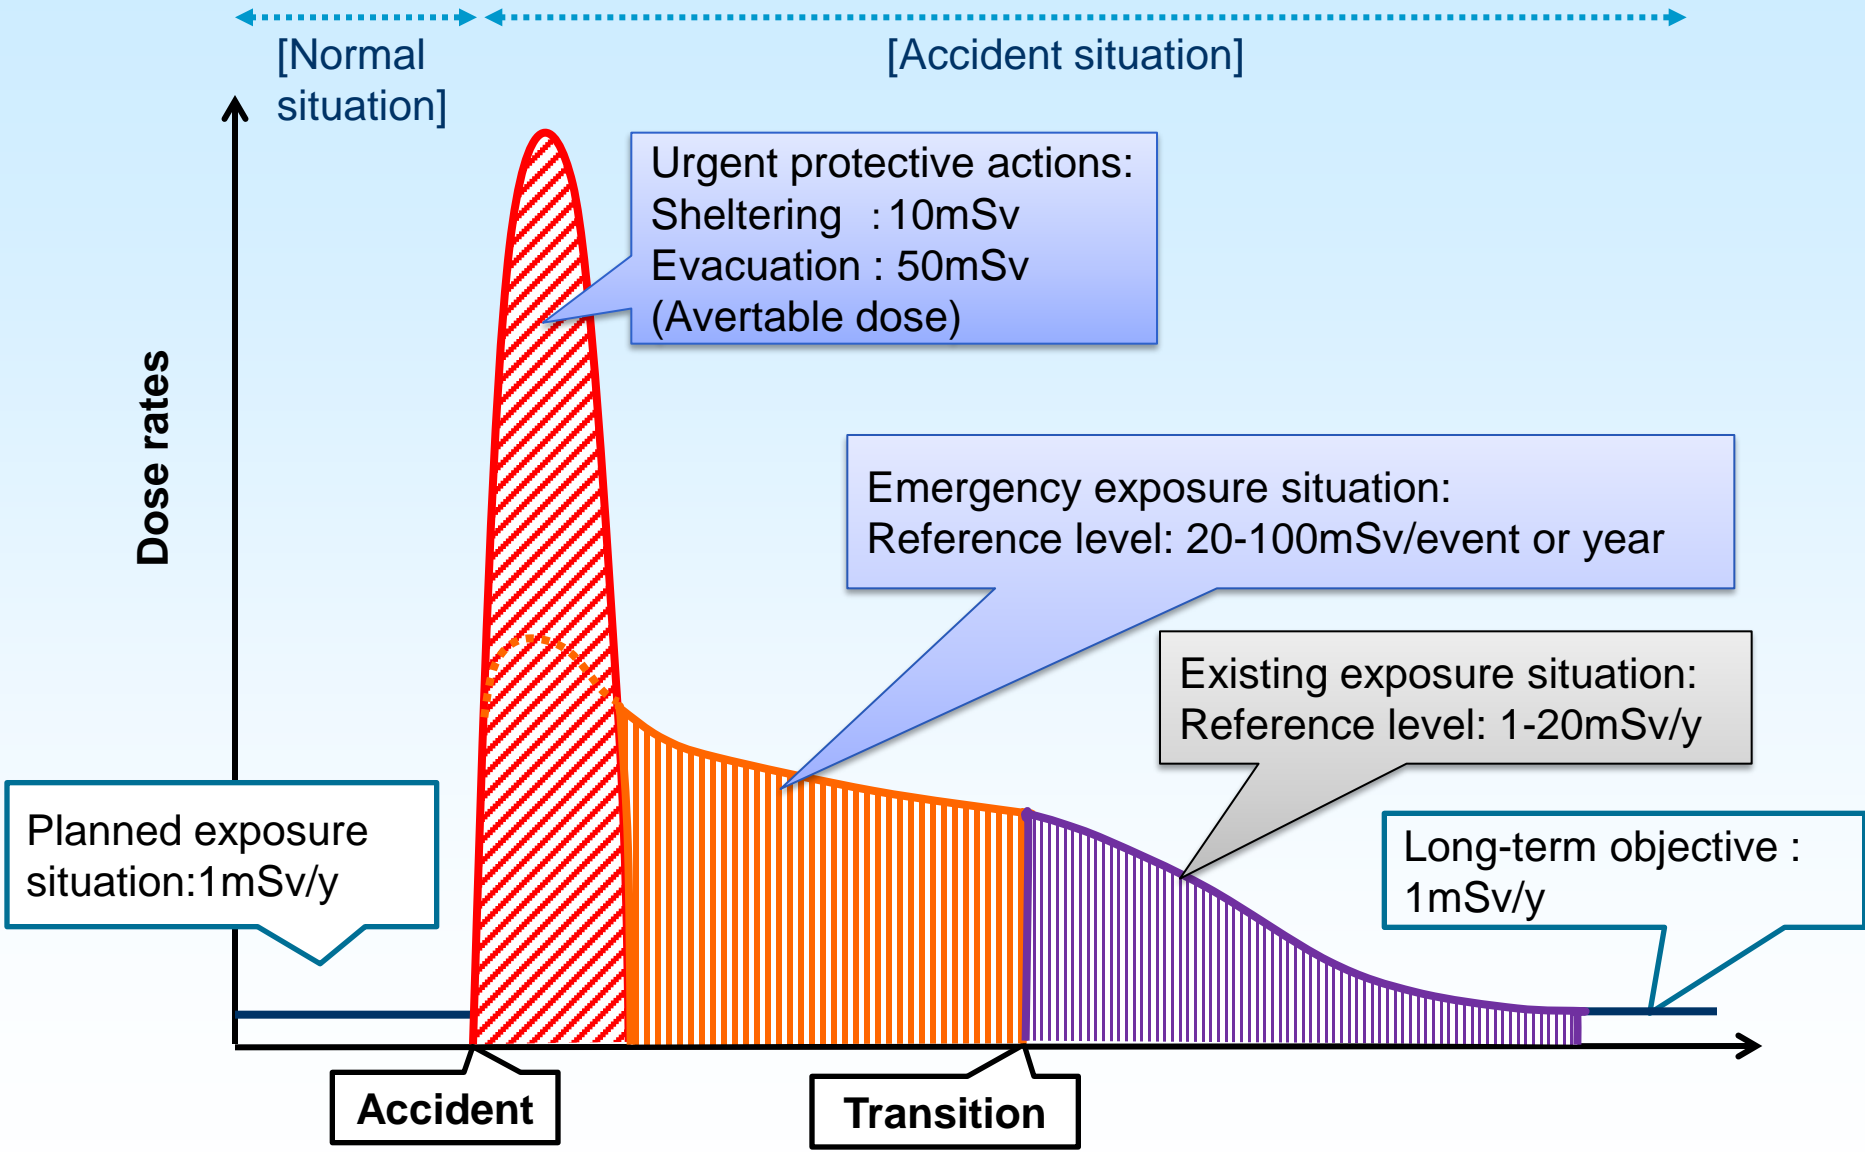 [Normal
situation]
[Accident situation]
Urgent protective actions:
Sheltering : 10mSv
Evacuation : 50mSv
(Avertable dose)
Dose rates
Emergency exposure situation:
Reference level: 20-100mSv/event or year
Existing exposure situation:
Reference level: 1-20mSv/y
Planned exposure
situation:1mSv/y
Long-term objective :
1mSv/y
Accident
Transition